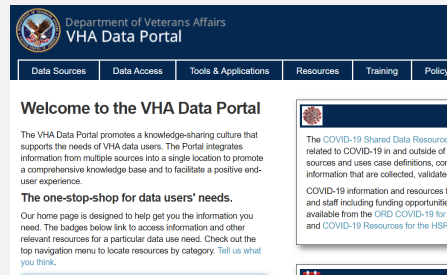 Department of Veterans Affairs
VHA Data Portal
Data Sources
Data Access
Tools & Applications
Resources
Training
Policy
Welcome to the VHA Data Portal
The VHA Data Portal promotes a knowledge-sharing culture that
supports the needs of VHA data users. The Portal integrates
information from multiple sources into a single location to promote
a comprehensive knowledge base and to facilitate a positive end-
user experience.
The one-stop-shop for data users' needs.
Our home page is designed to help get you the information you
need. The badges below link to access information and other
relevant resources for a particular data use need. Check out the
top navigation menu to locate resources by category. Tell us what
you think.
The COVID-19 Shared Data Resource
related to COVID-19 in and outside of
sources and uses case definitions, con
information that are collected, validate
COVID-19 information and resources f
and staff including funding opportunitie
available from the ORD COVID-19 for
and COVID-19 Resources for the HSR